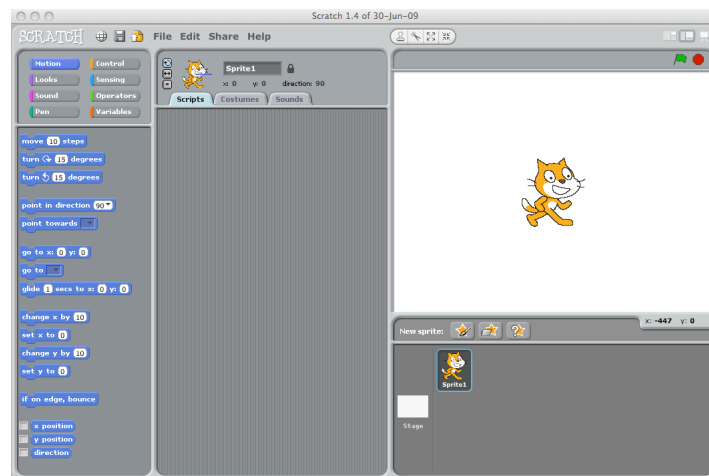 Scratch 1.4 of 30-Jun-09
SCRATCH File Edit Share Help
Motion Control
Looks Sensing
Sound Operators
Pen Variables
Sprite1
x: 0 y: 0 direction: 90
Scripts Costumes Sounds
move 10 steps
turn 15 degrees
turn 15 degrees
point in direction 90
point towards
go to x: 0 y: 0
go to
glide 1 secs to x: 0 y: 0
change x by 10
set x to 0
change y by 10
set y to 0
if on edge, bounce
x position
y position
direction
x: -447 y: 0
New sprite:
Sprite1
Stage